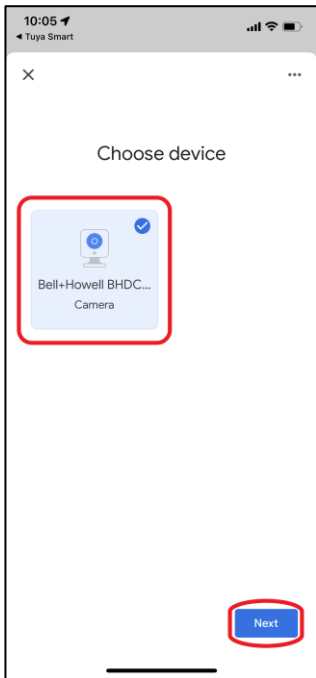 10:05
◄ Tuya Smart
Choose device
Bell+Howell BHDC...
Camera
Next